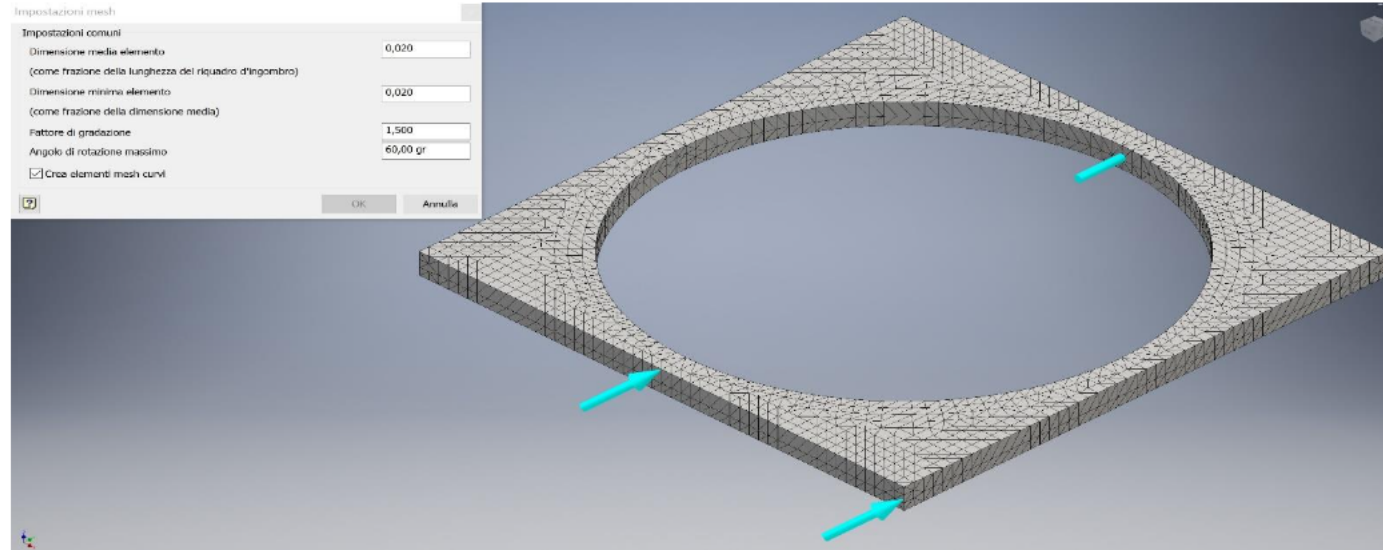 Impostazioni mesh
Impostazioni comuni
Dimensione media elemento 0,020
(come frazione della lunghezza del riquadro d'ingombro)
Dimensione minima elemento 0,020
(come frazione della dimensione media)
Fattore di gradazione 1,500
Angolo di rotazione massimo 60,00 gr
Crea elementi mesh curvi
? OK Annulla